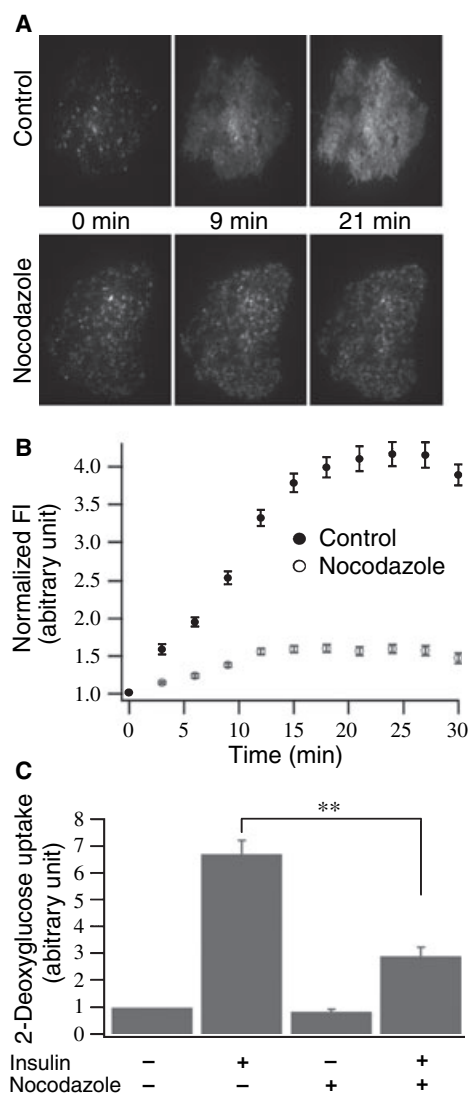 A
Control
0 min 9 min 21 min
Nocodazole
B
Normalized FI
(abitrary unit)
4.0
3.5
3.0
2.5
2.0
1.5
1.0
Control
Nocodazole
0 5 10 15 20 25 30
Time (min)
C
2-Deoxyglucose uptake
(abitrary unit)
8
7
6
5
4
3
2
1
0
**
Insulin – + – +
Nocodazole – – + +